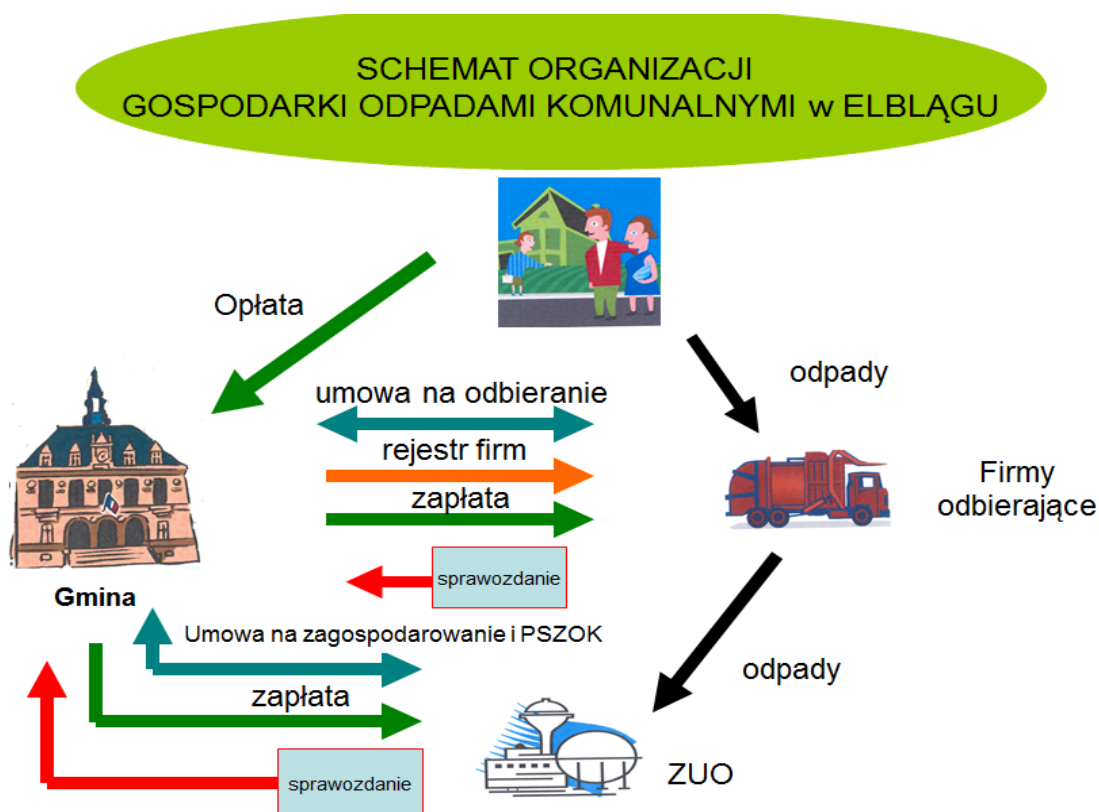 SCHEMAT ORGANIZACJI
GOSPODARKI ODPADAMI KOMUNALNYMI w ELBLĄGU
Opłata
odpady
umowa na odbieranie
rejestr firm
zapłata
Firmy
odbierające
sprawozdanie
Gmina
Umowa na zagospodarowanie i PSZOK
odpady
zapłata
sprawozdanie
ZUO